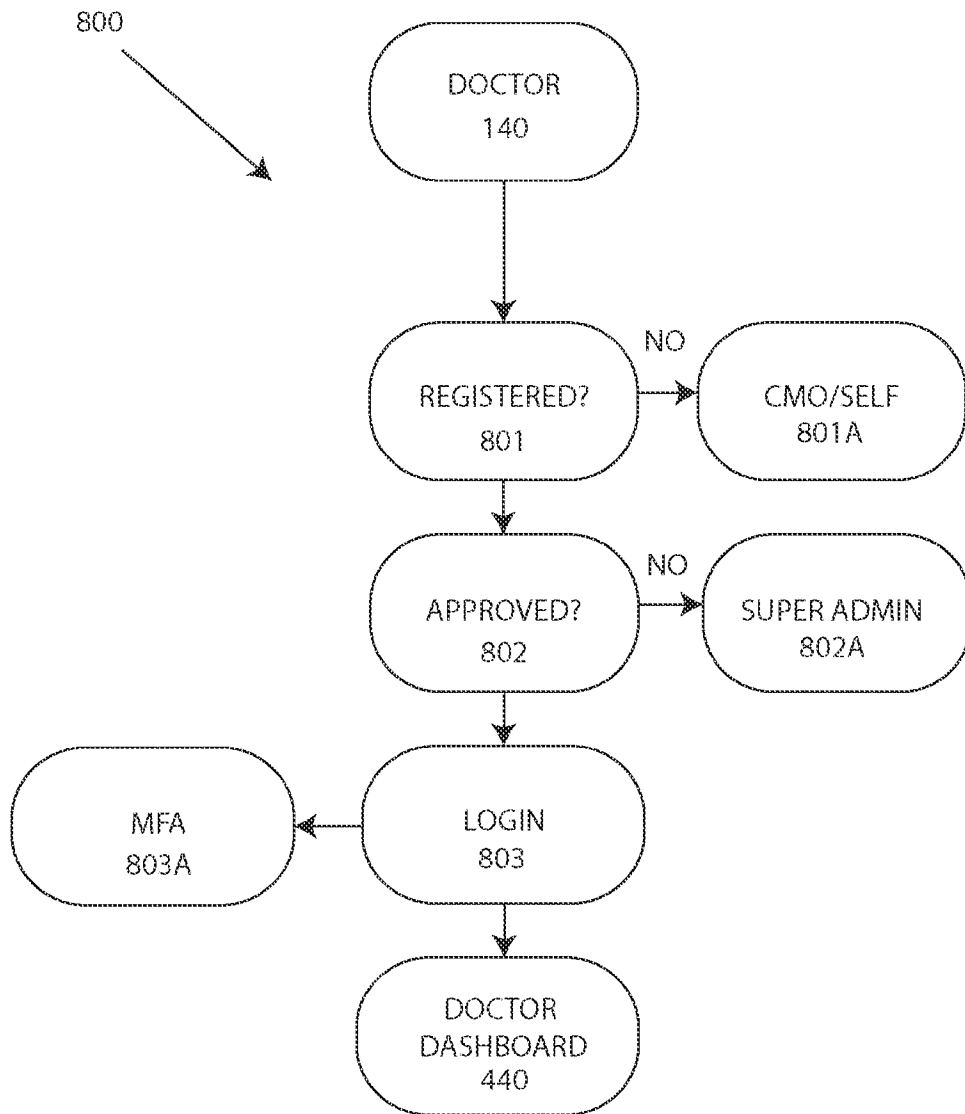 800
DOCTOR
140
NO
REGISTERED?
801
CMO/SELF
801A
NO
APPROVED?
802
SUPER ADMIN
802A
MFA
803A
LOGIN
803
DOCTOR
DASHBOARD
440